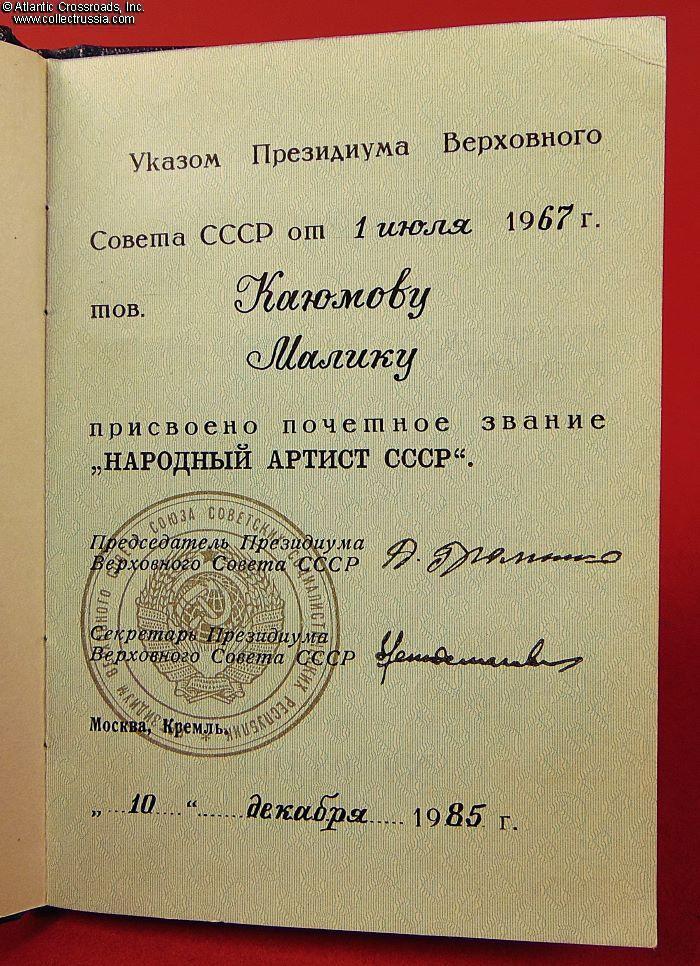 © Atlantic Crossroads, Inc.
www.collectrussia.com
Указом Президиума Верховного
Совета СССР от 1 июля 1967 г.
тов. Каюмову
Малику
присвоено почетное звание
„НАРОДНЫЙ АРТИСТ СССР“.
Председатель Президиума
Верховного Совета СССР А. Громыко
Секретарь Президиума
Верховного Совета СССР
Москва, Кремль.
„ 10 “ декабря 1985 г.